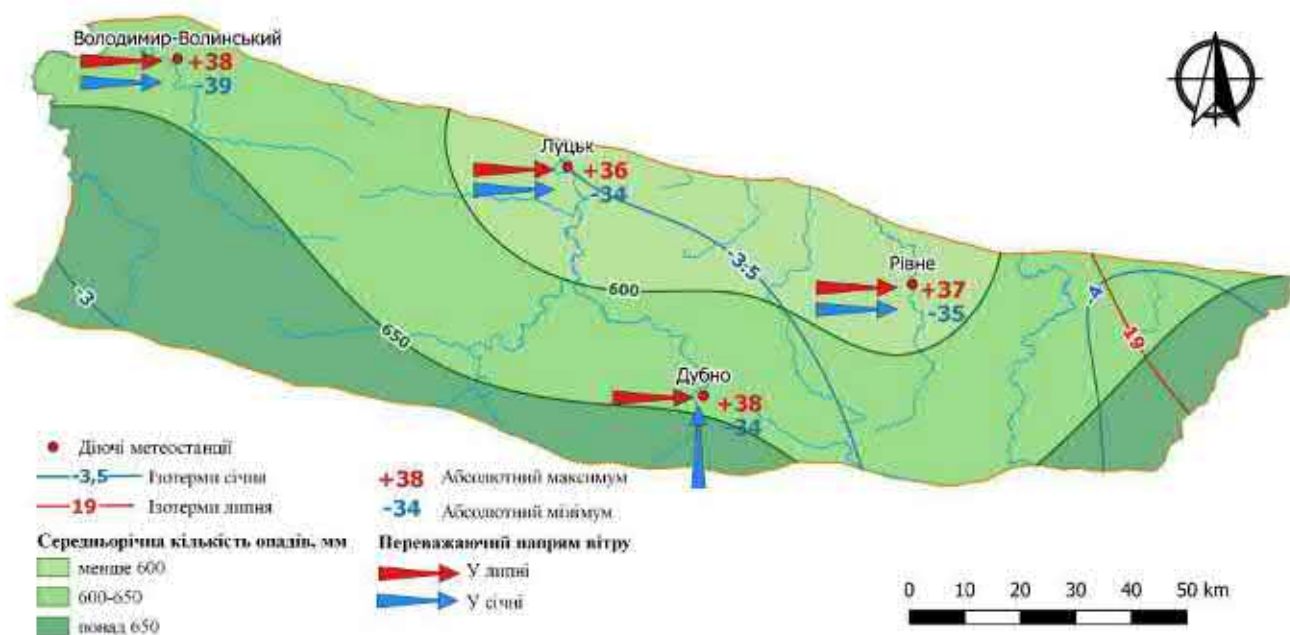 Володимир-Волинський
+38
-39
Луцьк
+36
-34
-3.5
Рівне
+37
-35
600
-4
19
-3
650
Дубно
+38
-34
Діючі метеостанції
-3,5 Ізотерми січня
19 Ізотерми липня
Середньорічна кількість опадів, мм
менше 600
600-650
понад 650
+38 Абсолютний максимум
-34 Абсолютний мінімум
Переважаючий напрям вітру
У липні
У січні
0 10 20 30 40 50 km